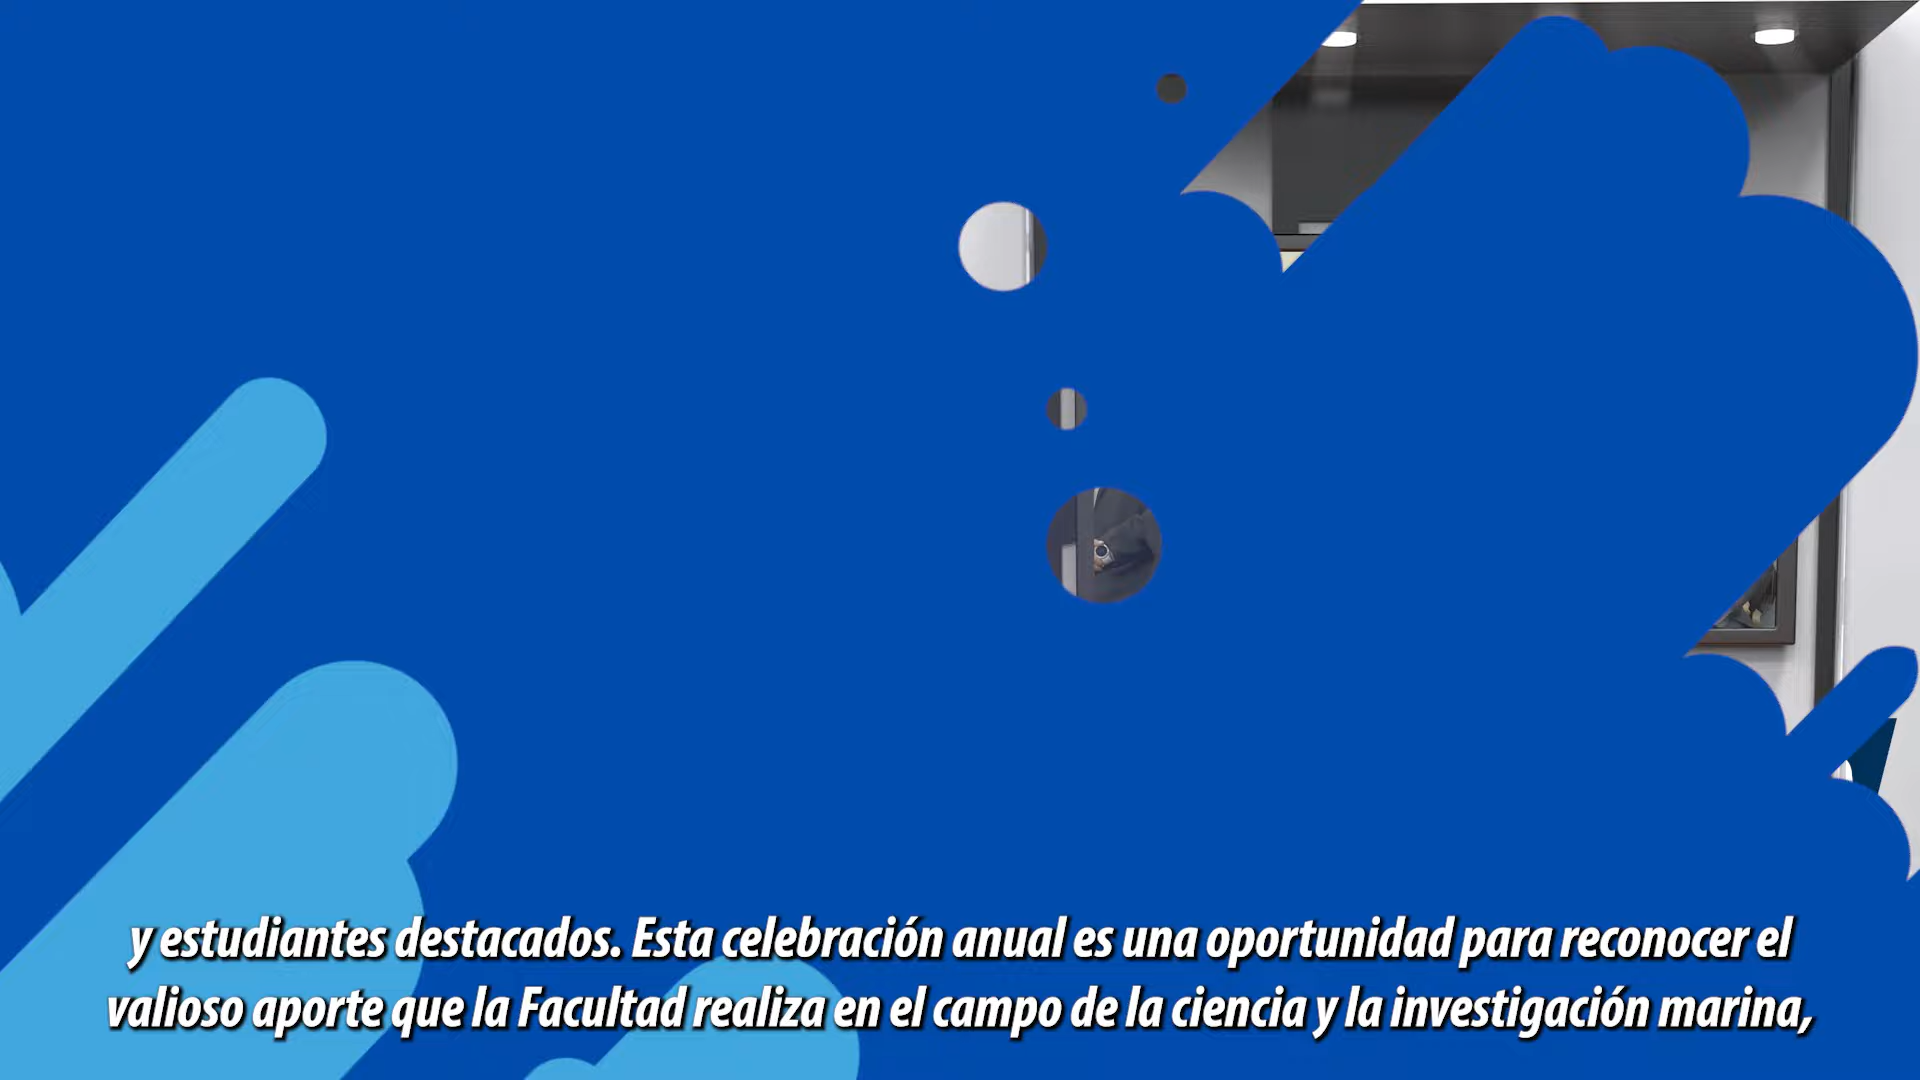 y estudiantes destacados. Esta celebración anual es una oportunidad para reconocer el
valioso aporte que la Facultad realiza en el campo de la ciencia y la investigación marina,